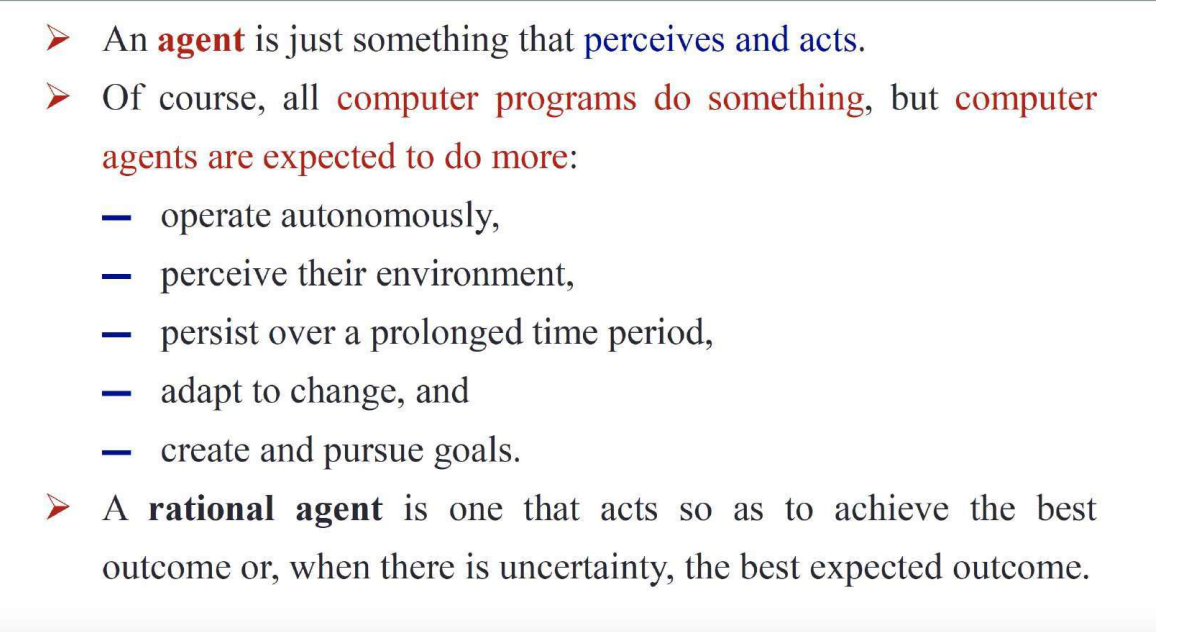 ➤ An agent is just something that perceives and acts.
➤ Of course, all computer programs do something, but computer
agents are expected to do more:
– operate autonomously,
– perceive their environment,
– persist over a prolonged time period,
– adapt to change, and
– create and pursue goals.
➤ A rational agent is one that acts so as to achieve the best
outcome or, when there is uncertainty, the best expected outcome.